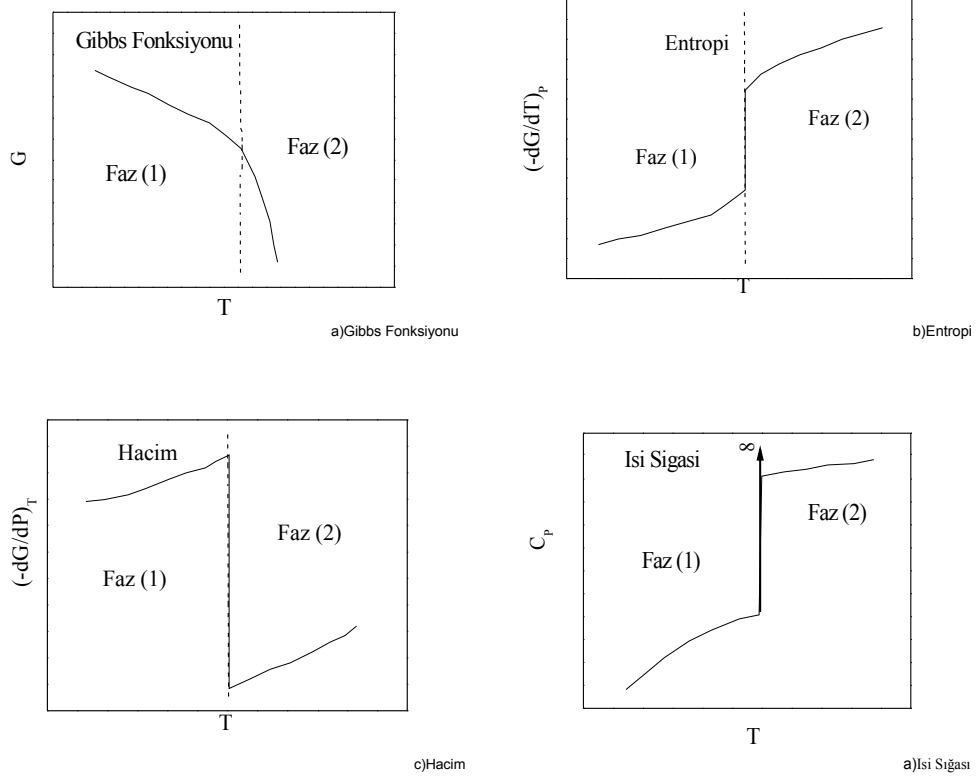 Gibbs Fonksiyonu
G
Faz (1)
Faz (2)
T
a)Gibbs Fonksiyonu
Entropi
(-dG/dT)P
Faz (1)
Faz (2)
T
b)Entropi
Hacim
(-dG/dP)T
Faz (1)
Faz (2)
T
c)Hacim
Isi Sigasi
∞
CP
Faz (1)
Faz (2)
T
a)Isi Sığası